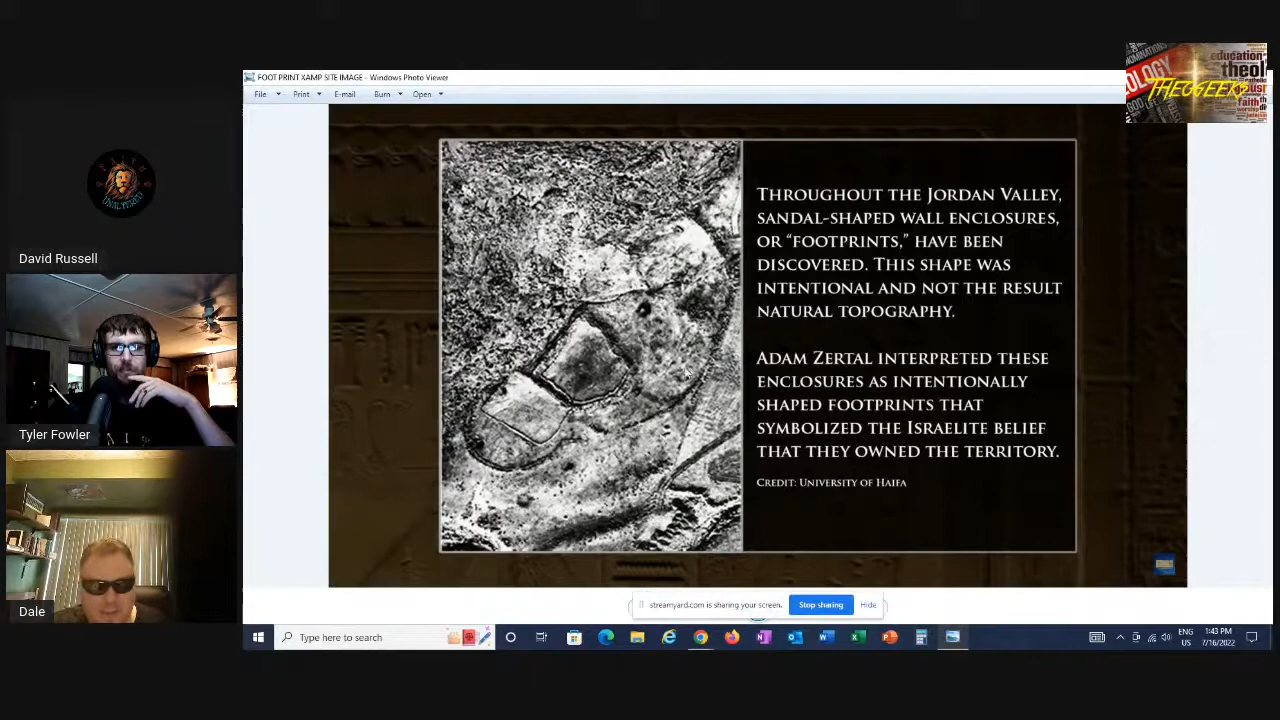 FOOT PRINT XAMP SITE IMAGE - Windows Photo Viewer
File Print E-mail Burn Open
education
theol
faith
THEOGEEKS
THROUGHOUT THE JORDAN VALLEY,
SANDAL-SHAPED WALL ENCLOSURES,
OR “FOOTPRINTS,” HAVE BEEN
DISCOVERED. THIS SHAPE WAS
INTENTIONAL AND NOT THE RESULT
NATURAL TOPOGRAPHY.
ADAM ZERTAL INTERPRETED THESE
ENCLOSURES AS INTENTIONALLY
SHAPED FOOTPRINTS THAT
SYMBOLIZED THE ISRAELITE BELIEF
THAT THEY OWNED THE TERRITORY.
CREDIT: UNIVERSITY OF HAIFA
UNALTERED
David Russell
Tyler Fowler
Dale
streamyard.com is sharing your screen. Stop sharing Hide
Type here to search
ENG
US
1:43 PM
7/16/2022